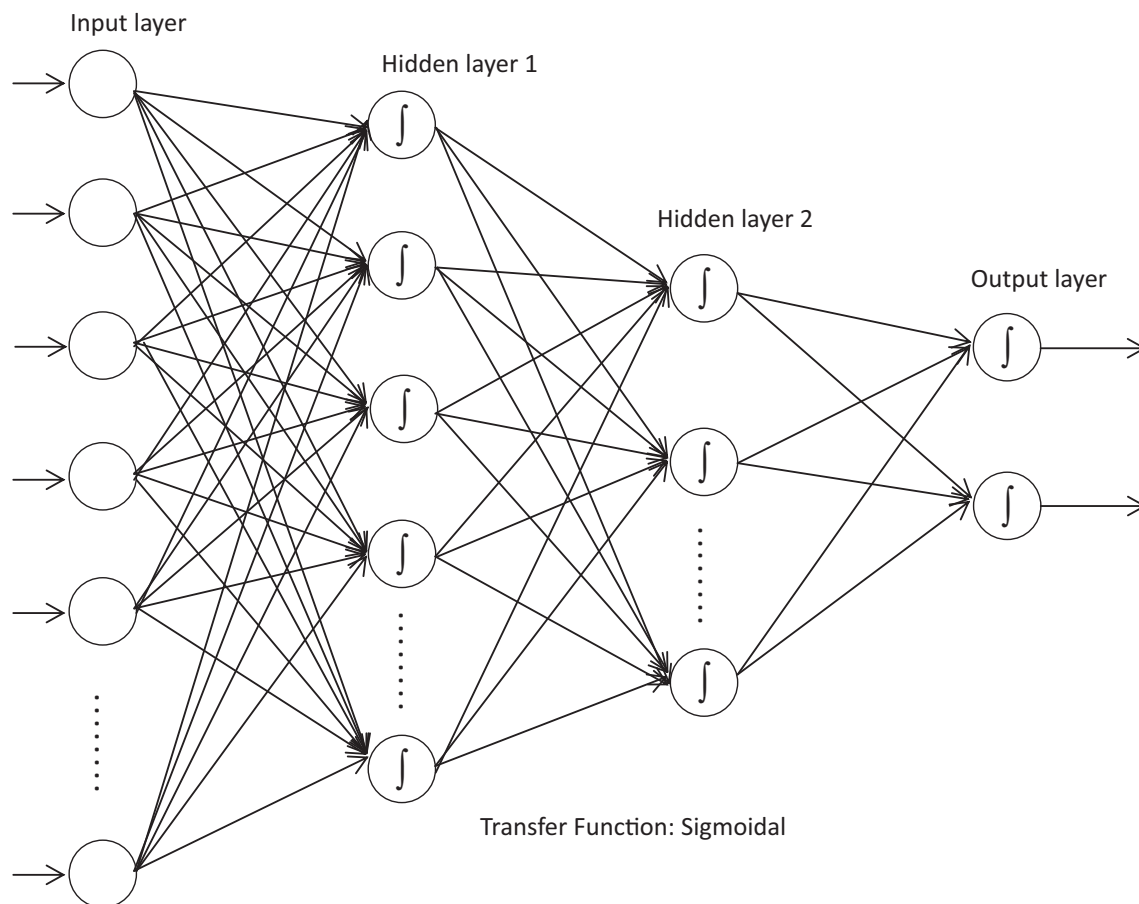 Input layer
Hidden layer 1
Hidden layer 2
Output layer
∫
∫
∫
∫
∫
∫
∫
∫
∫
∫
Transfer Function: Sigmoidal